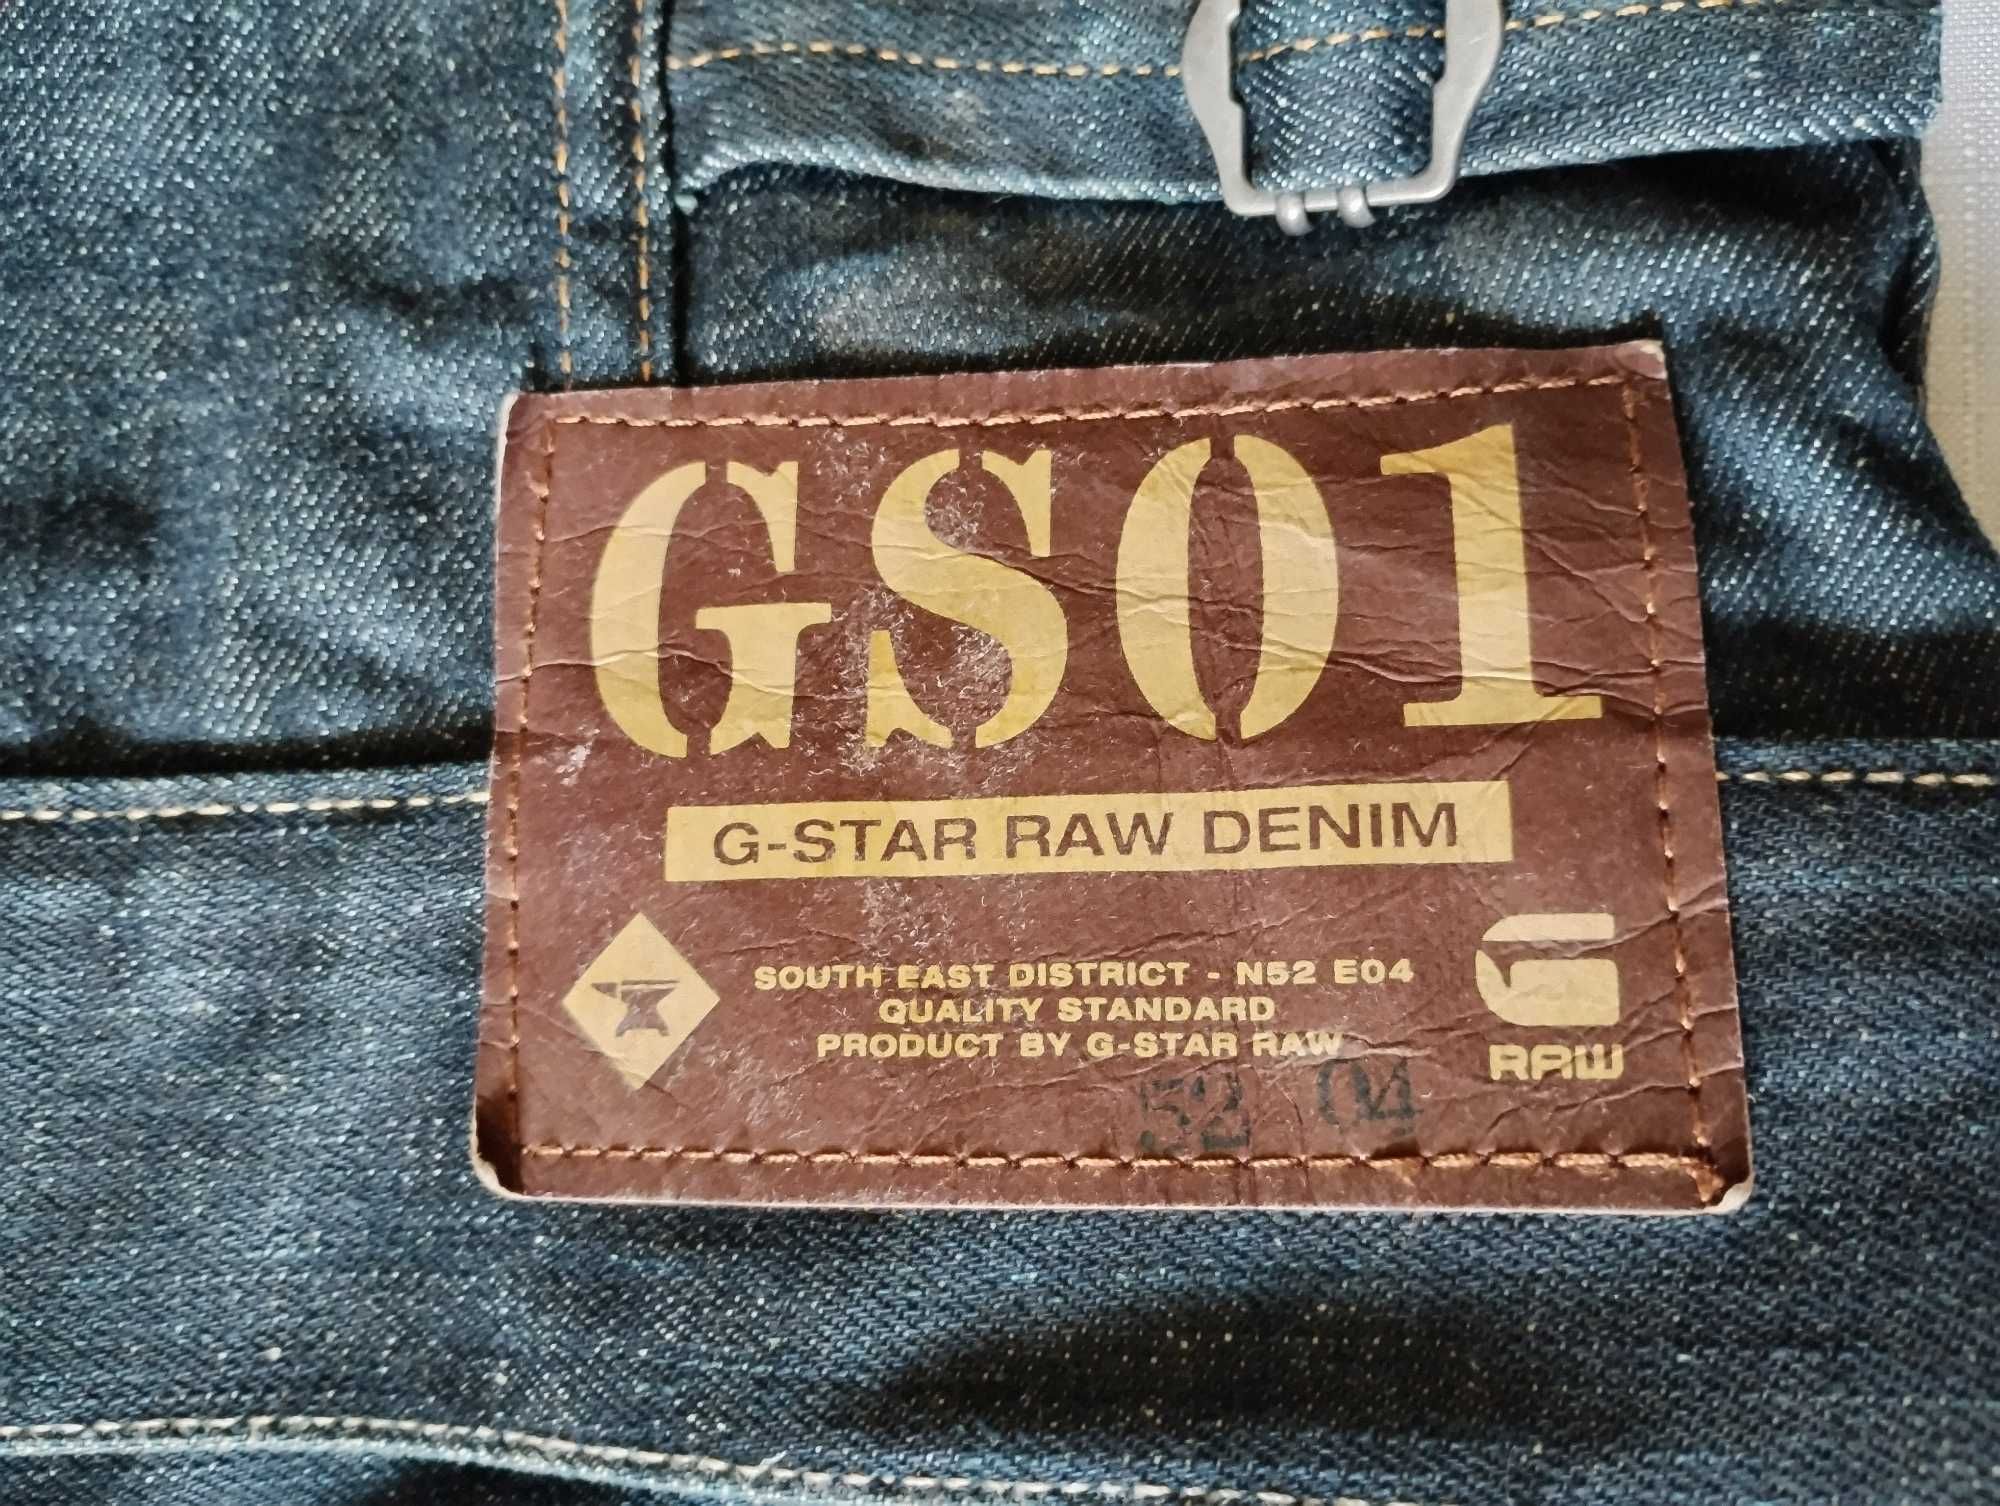 GS01
G-STAR RAW DENIM
SOUTH EAST DISTRICT - N52 E04
QUALITY STANDARD
PRODUCT BY G-STAR RAW
G
RAW
52 04